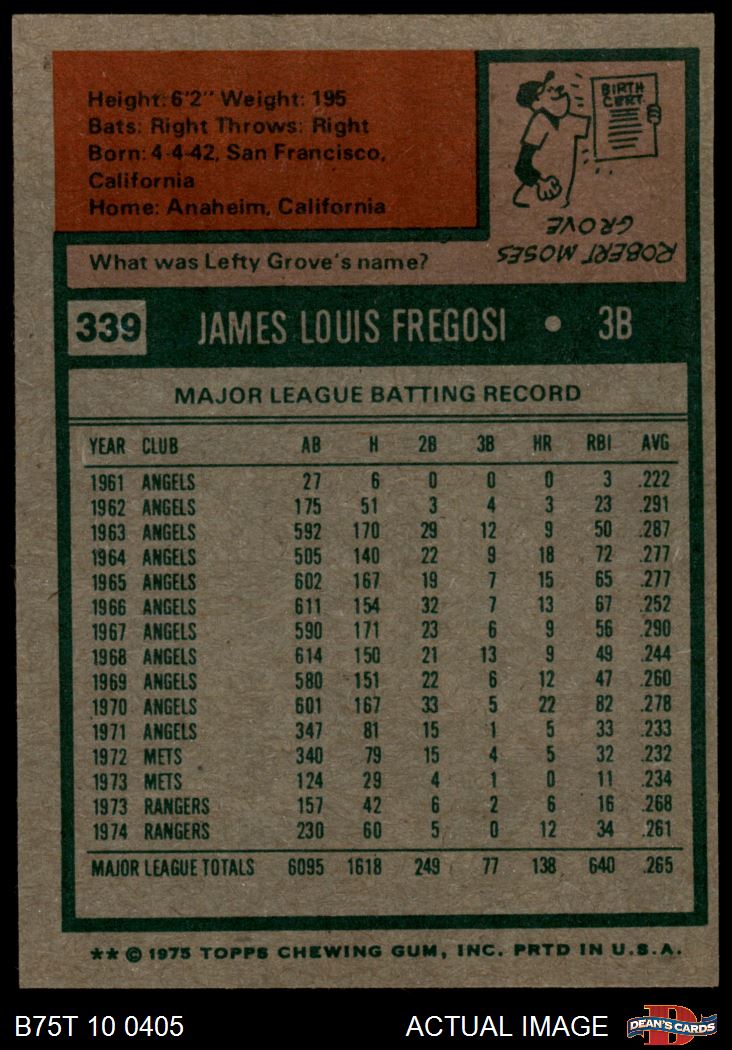 Height: 6'2" Weight: 195
Bats: Right Throws: Right
Born: 4-4-42, San Francisco,
California
Home: Anaheim, California
BIRTH
CERT.
ROBERT MOSES
GROVE
What was Lefty Grove's name?
339 JAMES LOUIS FREGOSI • 3B
MAJOR LEAGUE BATTING RECORD
YEAR CLUB AB H 2B 3B HR RBI AVG
1961 ANGELS 27 6 0 0 0 3 .222
1962 ANGELS 175 51 3 4 3 23 .291
1963 ANGELS 592 170 29 12 9 50 .287
1964 ANGELS 505 140 22 9 18 72 .277
1965 ANGELS 602 167 19 7 15 65 .277
1966 ANGELS 611 154 32 7 13 67 .252
1967 ANGELS 590 171 23 6 9 56 .290
1968 ANGELS 614 150 21 13 9 49 .244
1969 ANGELS 580 151 22 6 12 47 .260
1970 ANGELS 601 167 33 5 22 82 .278
1971 ANGELS 347 81 15 1 5 33 .233
1972 METS 340 79 15 4 5 32 .232
1973 METS 124 29 4 1 0 11 .234
1973 RANGERS 157 42 6 2 6 16 .268
1974 RANGERS 230 60 5 0 12 34 .261
MAJOR LEAGUE TOTALS 6095 1618 249 77 138 640 .265
** © 1975 TOPPS CHEWING GUM, INC. PRTD IN U.S.A.
B75T 10 0405 ACTUAL IMAGE
D
DEAN'S CARDS